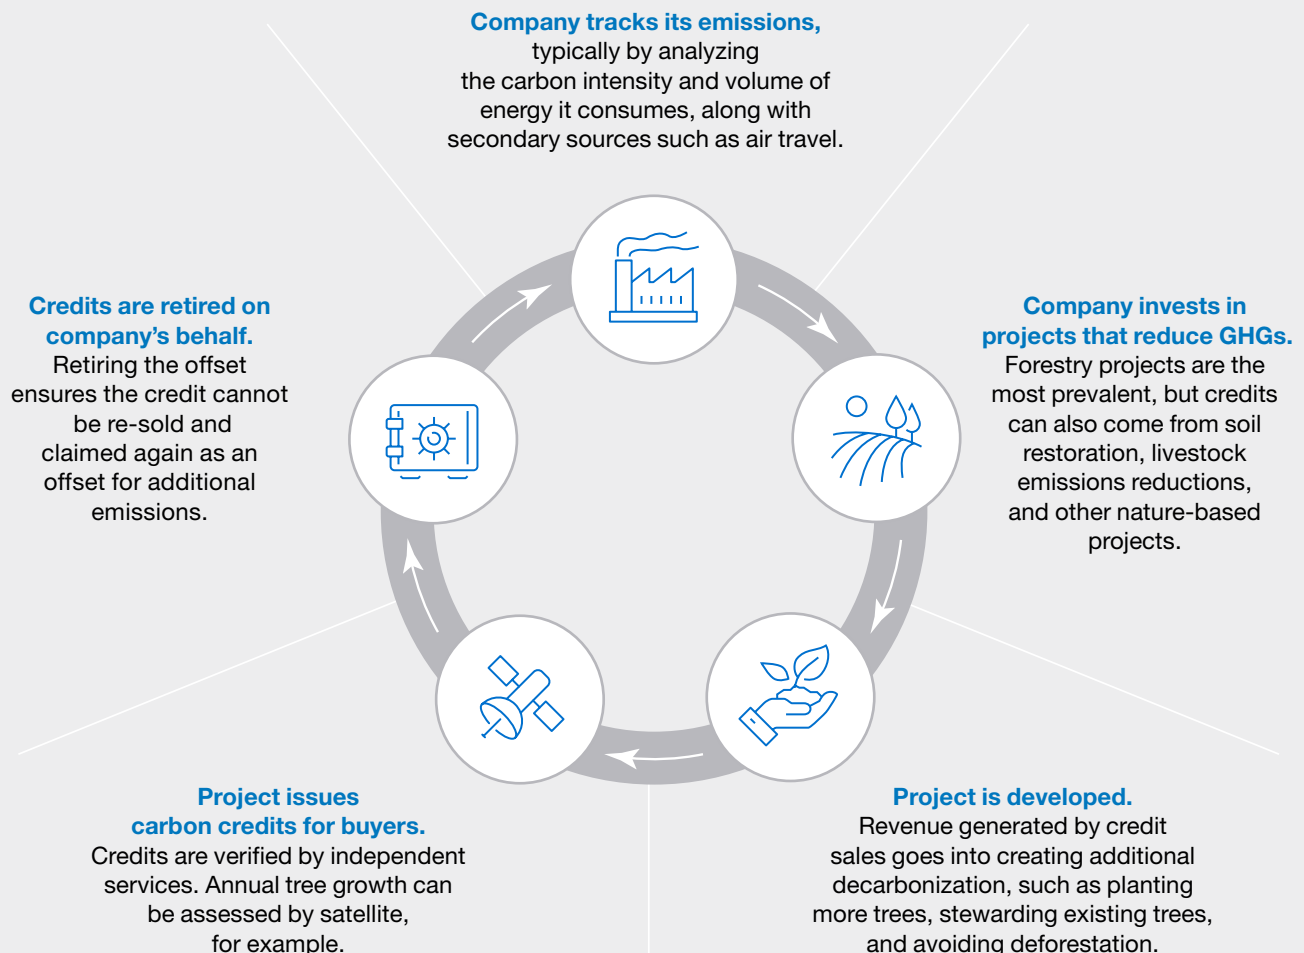 Company tracks its emissions,
typically by analyzing
the carbon intensity and volume of
energy it consumes, along with
secondary sources such as air travel.
Company invests in
projects that reduce GHGs.
Forestry projects are the
most prevalent, but credits
can also come from soil
restoration, livestock
emissions reductions,
and other nature-based
projects.
Project is developed.
Revenue generated by credit
sales goes into creating additional
decarbonization, such as planting
more trees, stewarding existing trees,
and avoiding deforestation.
Project issues
carbon credits for buyers.
Credits are verified by independent
services. Annual tree growth can
be assessed by satellite,
for example.
Credits are retired on
company’s behalf.
Retiring the offset
ensures the credit cannot
be re-sold and
claimed again as an
offset for additional
emissions.